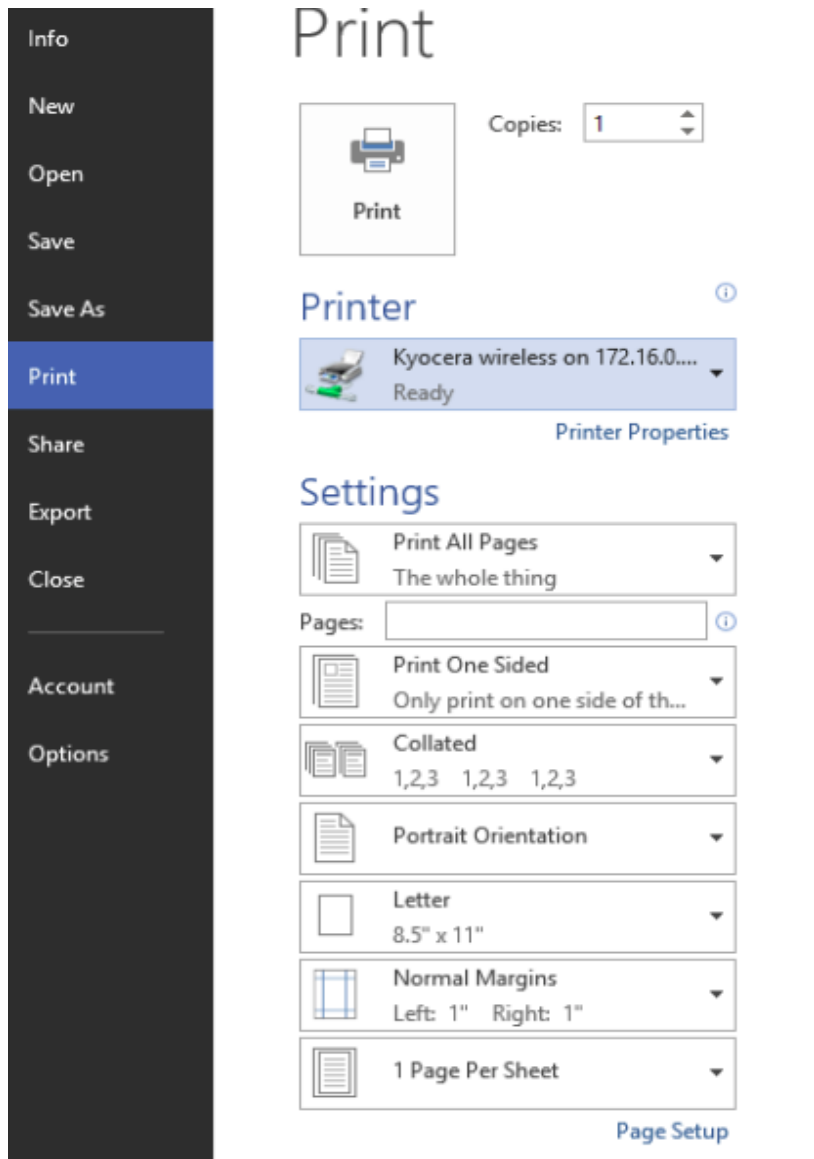 Info
New
Open
Save
Save As
Print
Share
Export
Close
Account
Options
Print
Copies: 1
Print
Printer
Kyocera wireless on 172.16.0....
Ready
Printer Properties
Settings
Print All Pages
The whole thing
Pages:
Print One Sided
Only print on one side of th...
Collated
1,2,3 1,2,3 1,2,3
Portrait Orientation
Letter
8.5" x 11"
Normal Margins
Left: 1" Right: 1"
1 Page Per Sheet
Page Setup